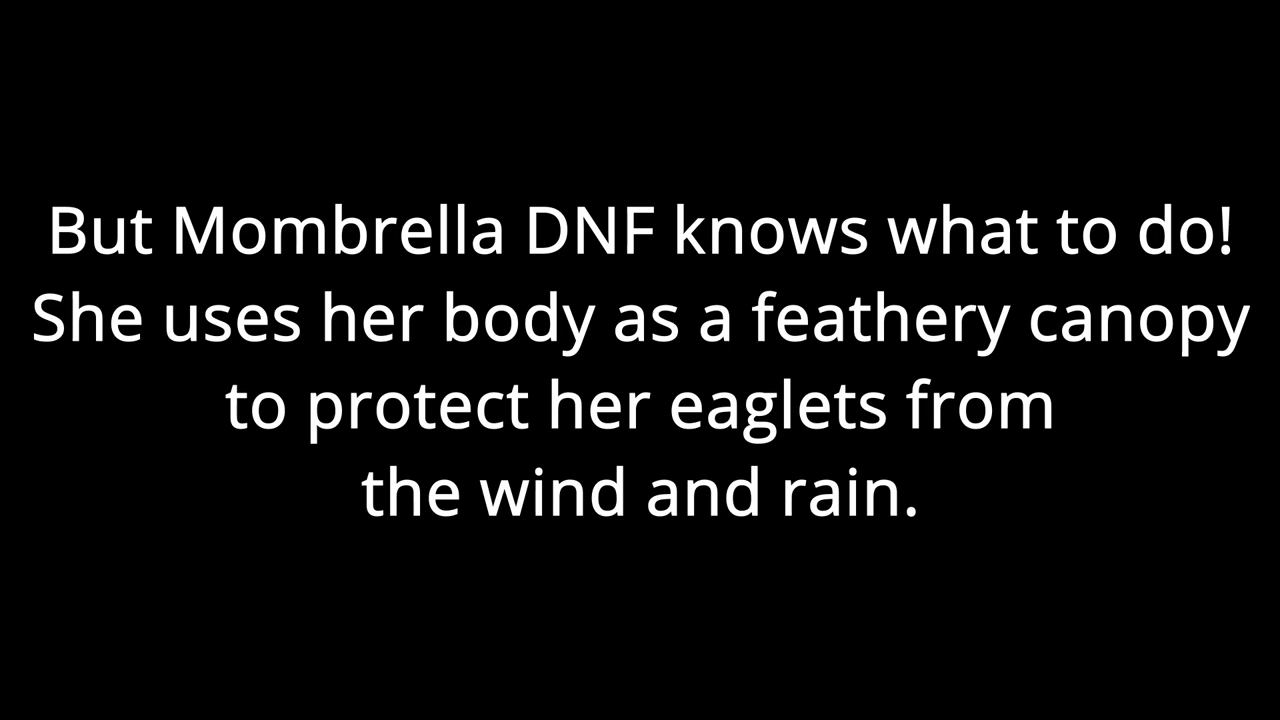 But Mombrella DNF knows what to do!
She uses her body as a feathery canopy
to protect her eaglets from
the wind and rain.